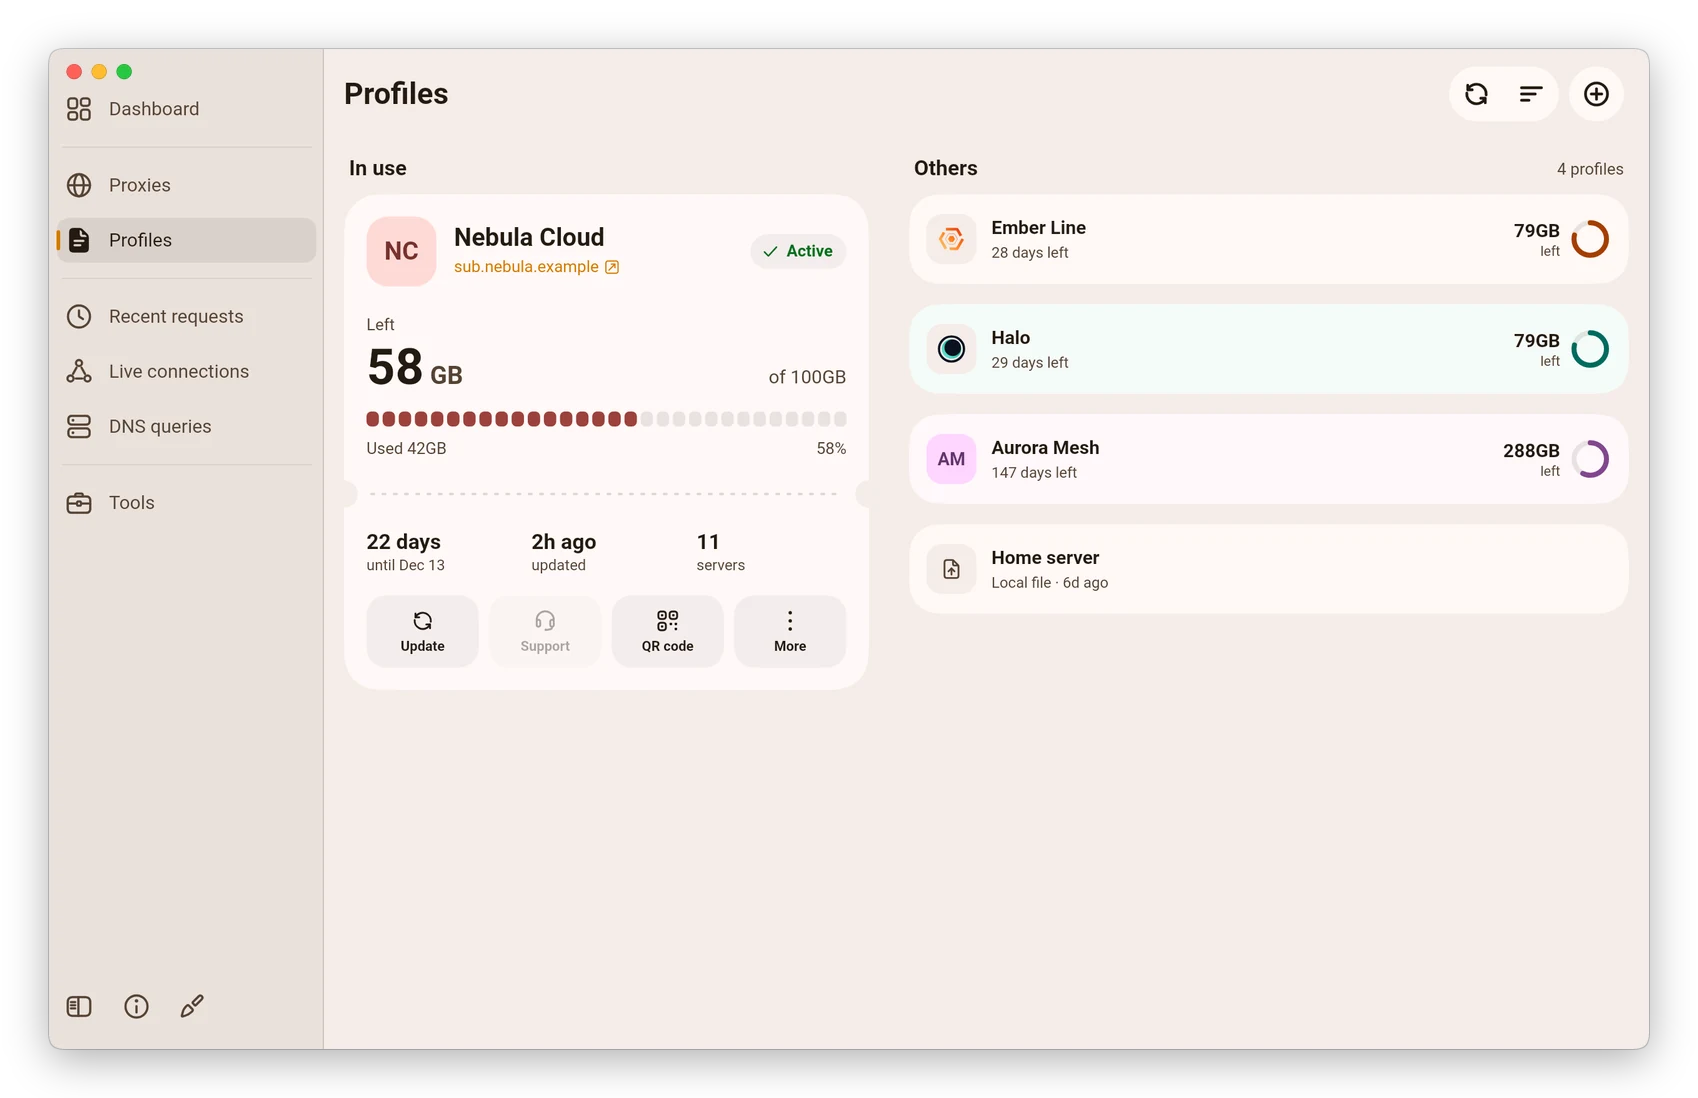 Dashboard
Proxies
Profiles
Recent requests
Live connections
DNS queries
Tools
Profiles
In use
NC
Nebula Cloud
sub.nebula.example
Active
Left
58 GB
of 100GB
Used 42GB
58%
22 days
until Dec 13
2h ago
updated
11
servers
Update
Support
QR code
More
Others
4 profiles
Ember Line
28 days left
79GB
left
Halo
29 days left
79GB
left
AM
Aurora Mesh
147 days left
288GB
left
Home server
Local file · 6d ago